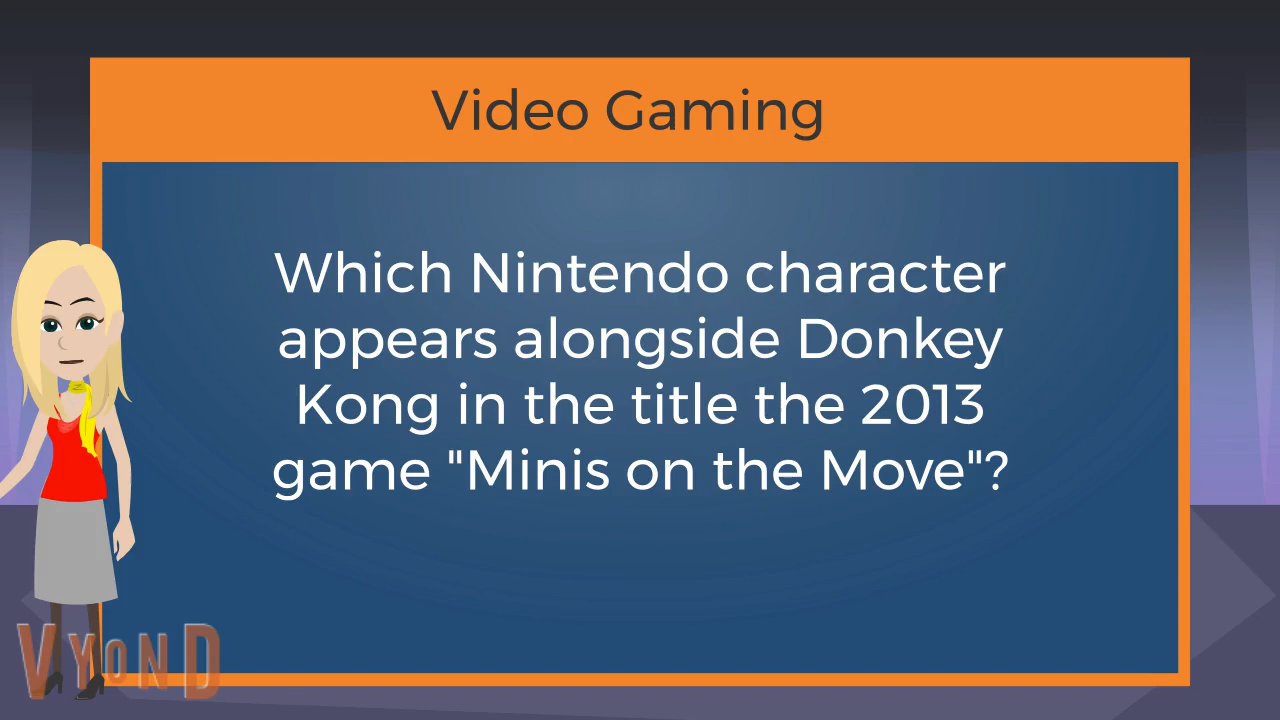 Video Gaming
Which Nintendo character
appears alongside Donkey
Kong in the title the 2013
game "Minis on the Move"?
VYOND